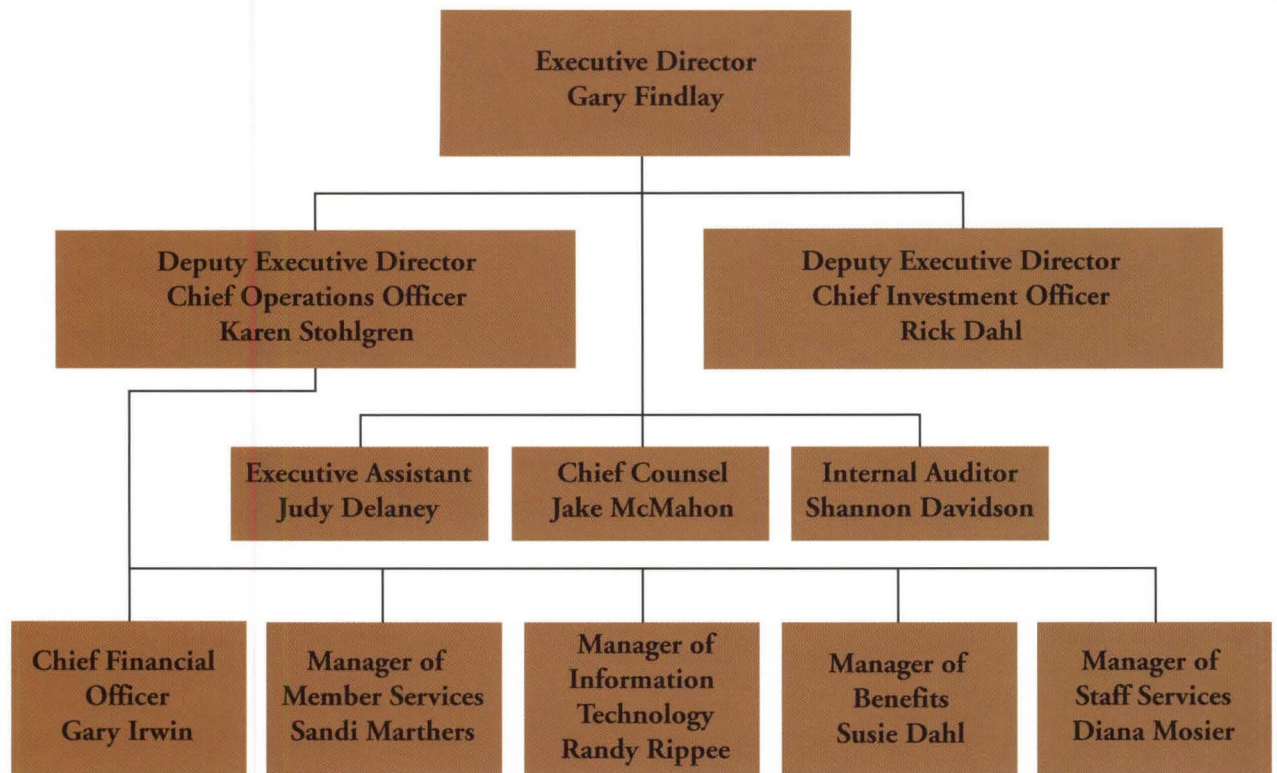 Executive Director
Gary Findlay
Deputy Executive Director
Chief Operations Officer
Karen Stohlgren
Deputy Executive Director
Chief Investment Officer
Rick Dahl
Executive Assistant
Judy Delaney
Chief Counsel
Jake McMahon
Internal Auditor
Shannon Davidson
Chief Financial
Officer
Gary Irwin
Manager of
Member Services
Sandi Marthers
Manager of
Information
Technology
Randy Rippee
Manager of
Benefits
Susie Dahl
Manager of
Staff Services
Diana Mosier